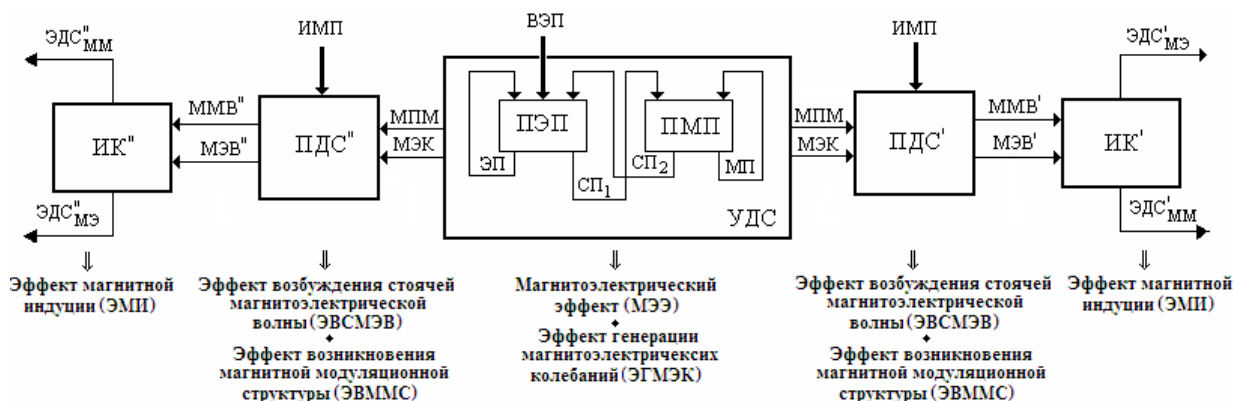 ЭДС"ММ
ИМП
ВЭП
ИМП
ЭДС'МЭ
ММВ"
МПМ
ПЭП
ПМП
МПМ
ММВ'
ИК"
ПДС"
ПДС'
ИК'
МЭВ"
МЭК
ЭП
СП1
СП2
МП
МЭК
МЭВ'
ЭДС"МЭ
УДС
ЭДС'ММ
⇓ ⇓ ⇓ ⇓ ⇓
Эффект магнитной
индуции (ЭМИ)
Эффект возбуждения стоячей
магнитоэлектрической
волны (ЭВСМЭВ)
♦
Эффект возникновения
магнитной модуляционной
структуры (ЭВММС)
Магнитоэлектрический
эффект (МЭЭ)
♦
Эффект генерации
магнитоэлектричексих
колебаний (ЭГМЭК)
Эффект возбуждения стоячей
магнитоэлектрической
волны (ЭВСМЭВ)
♦
Эффект возникновения
магнитной модуляционной
структуры (ЭВММС)
Эффект магнитной
индуции (ЭМИ)